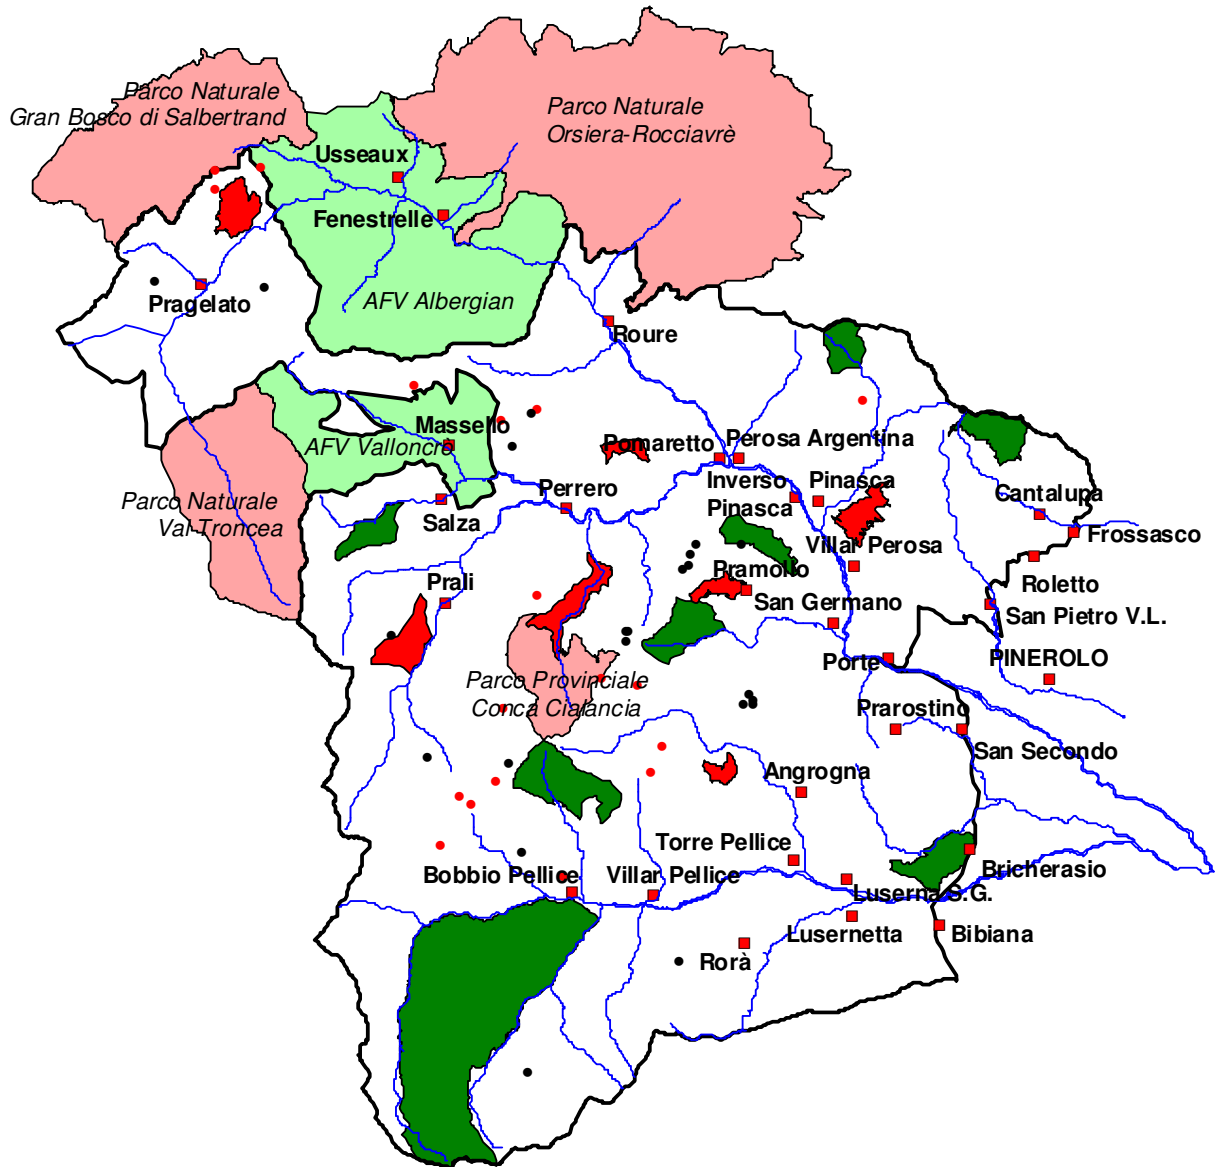 Parco Naturale
Gran Bosco di Salbertrand
Parco Naturale
Orsiera-Rocciavrè
Usseaux
Fenestrelle
AFV Albergian
Pragelato
Roure
Massello
AFV Valloncrò
Pomaretto
Perosa Argentina
Inverso
Pinasca
Pinasca
Cantalupa
Parco Naturale
Val Troncea
Salza
Perrero
Frossasco
Villar Perosa
Roletto
Prali
Pramollo
San Germano
San Pietro V.L.
Porte
PINEROLO
Parco Provinciale
Conca Cialancia
Prarostino
San Secondo
Angrogna
Torre Pellice
Bricherasio
Bobbio Pellice
Villar Pellice
Luserna S.G.
Lusernetta
Bibiana
Rorà